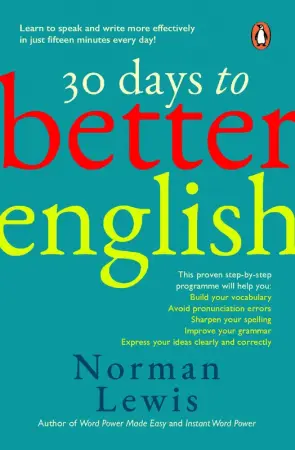 Learn to speak and write more effectively
in just fifteen minutes every day!
30 days to
better
english
This proven step-by-step
programme will help you:
Build your vocabulary
Avoid pronunciation errors
Sharpen your spelling
Improve your grammar
Express your ideas clearly and correctly
Norman
Lewis
Author of Word Power Made Easy and Instant Word Power